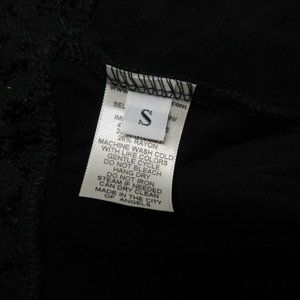 S
26% RAYON
MACHINE WASH COLD
WITH LIKE COLORS
GENTLE CYCLE
DO NOT BLEACH
HANG DRY
DO NOT IRON
STEAM IF NEEDED
CAN DRY CLEAN
MADE IN THE CITY
OF ANGELS